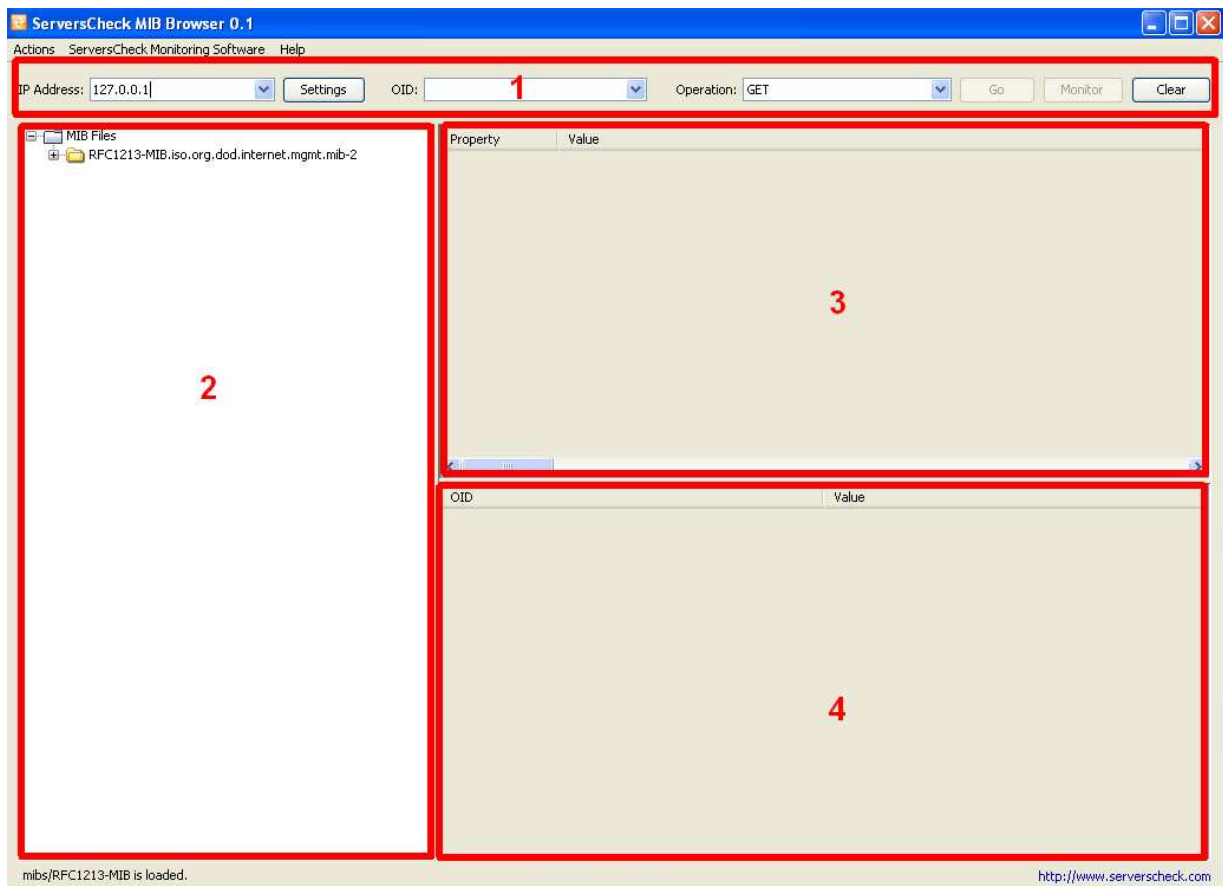 ServersCheck MIB Browser 0.1
Actions ServersCheck Monitoring Software Help
IP Address: 127.0.0.1 Settings OID: 1 Operation: GET Go Monitor Clear
MIB Files
RFC1213-MIB.iso.org.dod.internet.mgmt.mib-2
2
Property Value
3
OID Value
4
mibs/RFC1213-MIB is loaded. http://www.serverscheck.com